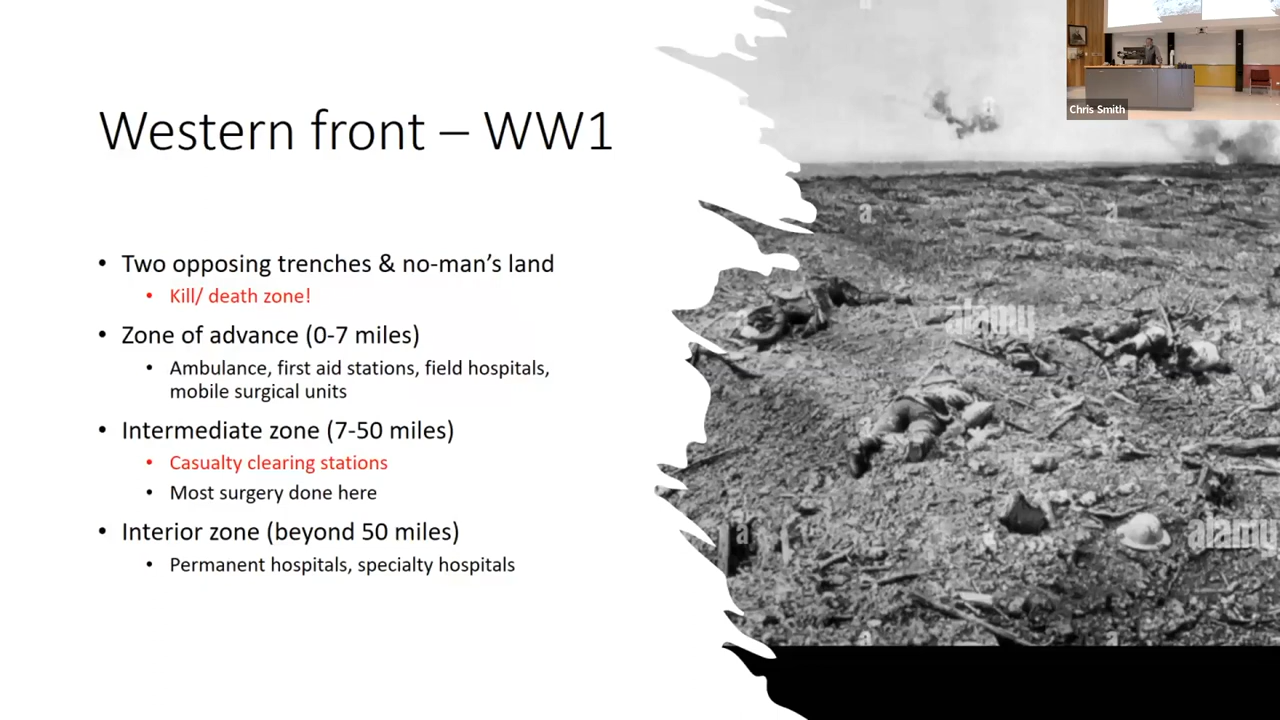 Chris Smith
Western front – WW1
• Two opposing trenches & no-man's land
• Kill/ death zone!
• Zone of advance (0-7 miles)
• Ambulance, first aid stations, field hospitals,
mobile surgical units
• Intermediate zone (7-50 miles)
• Casualty clearing stations
• Most surgery done here
• Interior zone (beyond 50 miles)
• Permanent hospitals, specialty hospitals
a
a
alamy
a
a
alamy
a
a